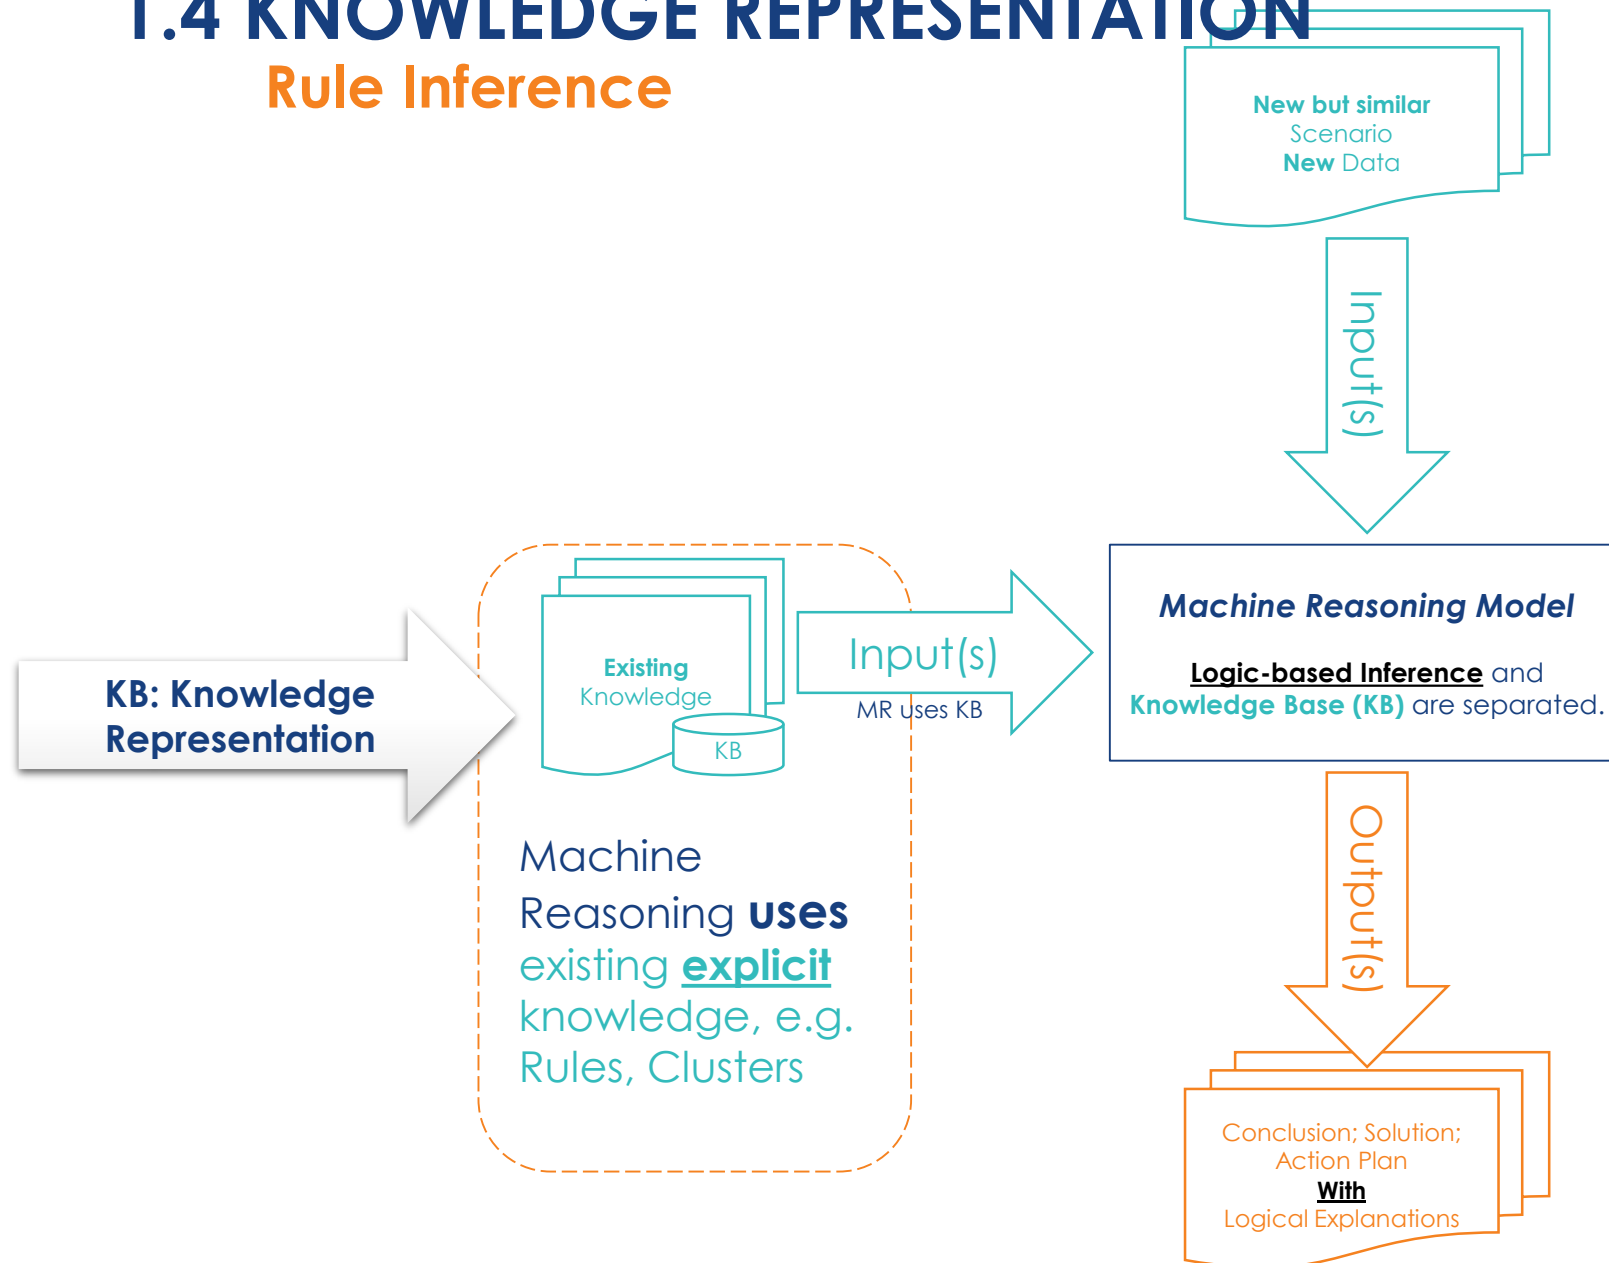 1.4 KNOWLEDGE REPRESENTATION
Rule Inference
New but similar
Scenario
New Data
Input(s)
KB: Knowledge
Representation
Existing
Knowledge
KB
Input(s)
MR uses KB
Machine Reasoning Model
Logic-based Inference and
Knowledge Base (KB) are separated.
Machine
Reasoning uses
existing explicit
knowledge, e.g.
Rules, Clusters
Output(s)
Conclusion; Solution;
Action Plan
With
Logical Explanations